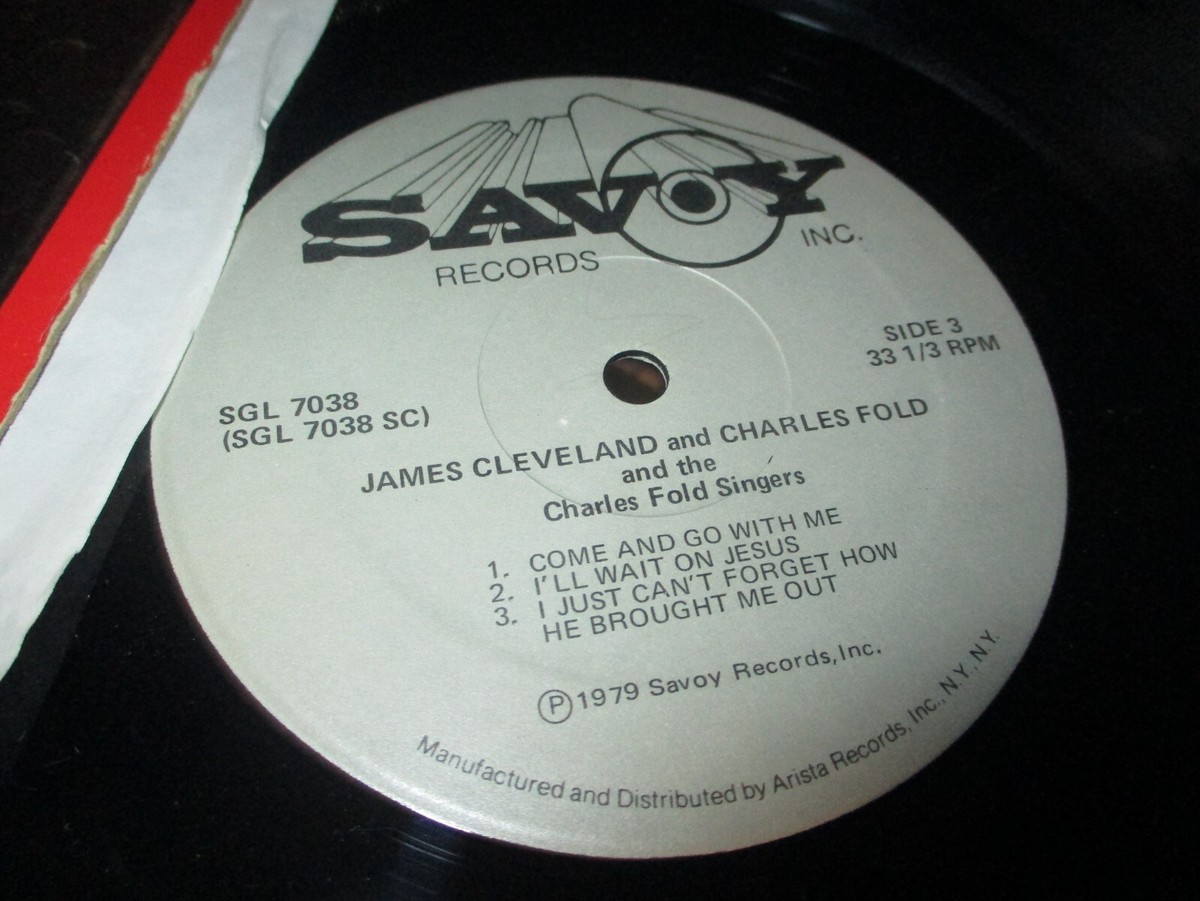 SAVOY
RECORDS INC.
SIDE 3
33 1/3 RPM
SGL 7038
(SGL 7038 SC)
JAMES CLEVELAND and CHARLES FOLD
and the
Charles Fold Singers
1. COME AND GO WITH ME
2. I'LL WAIT ON JESUS
3. I JUST CAN'T FORGET HOW
HE BROUGHT ME OUT
Ⓟ 1979 Savoy Records, Inc.
Manufactured and Distributed by Arista Records, Inc., N.Y., N.Y.